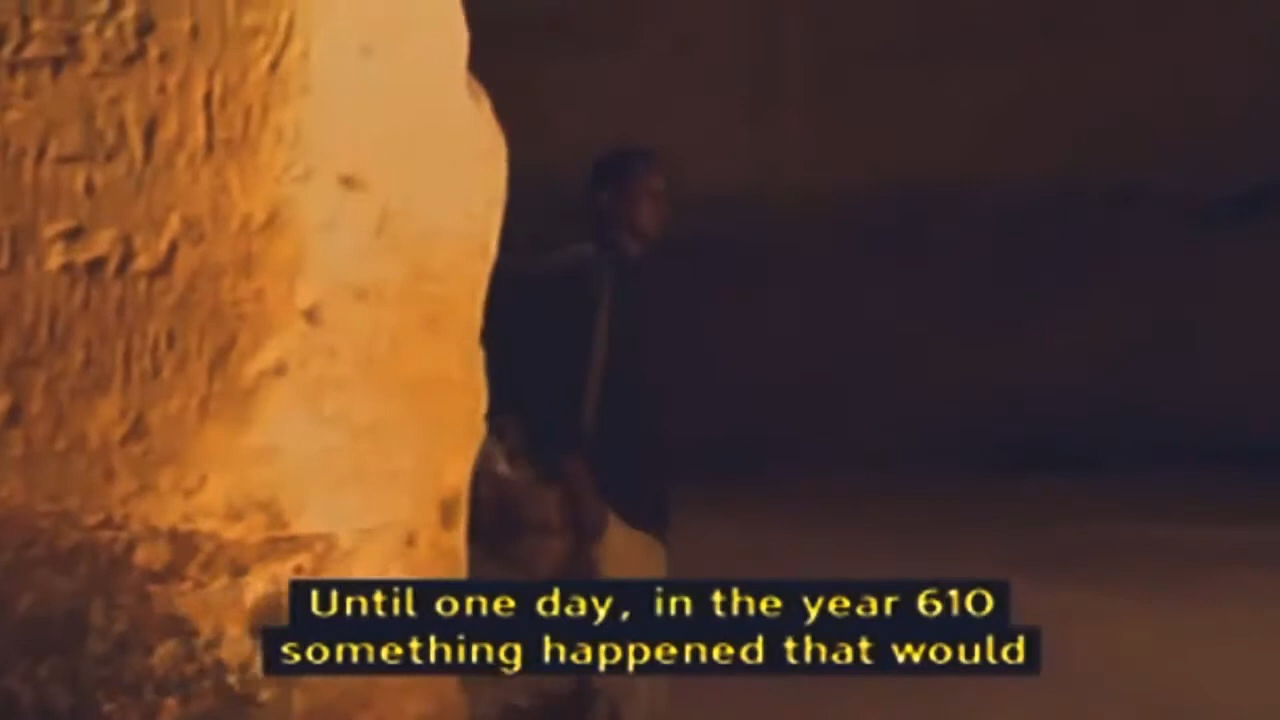 Until one day, in the year 610
something happened that would